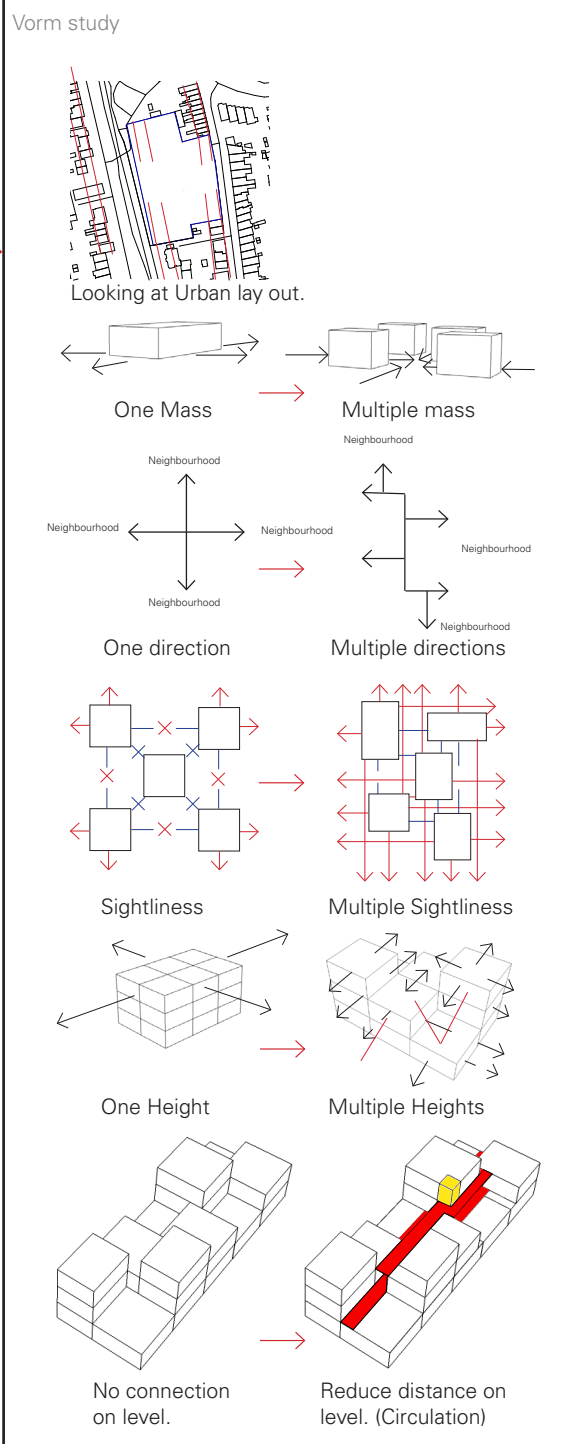 Vorm study
Looking at Urban lay out.
One Mass
Multiple mass
Neighbourhood
Neighbourhood
Neighbourhood
Neighbourhood
Neighbourhood
Neighbourhood
Neighbourhood
Neighbourhood
One direction
Multiple directions
Sightliness
Multiple Sightliness
One Height
Multiple Heights
No connection
on level.
Reduce distance on
level. (Circulation)